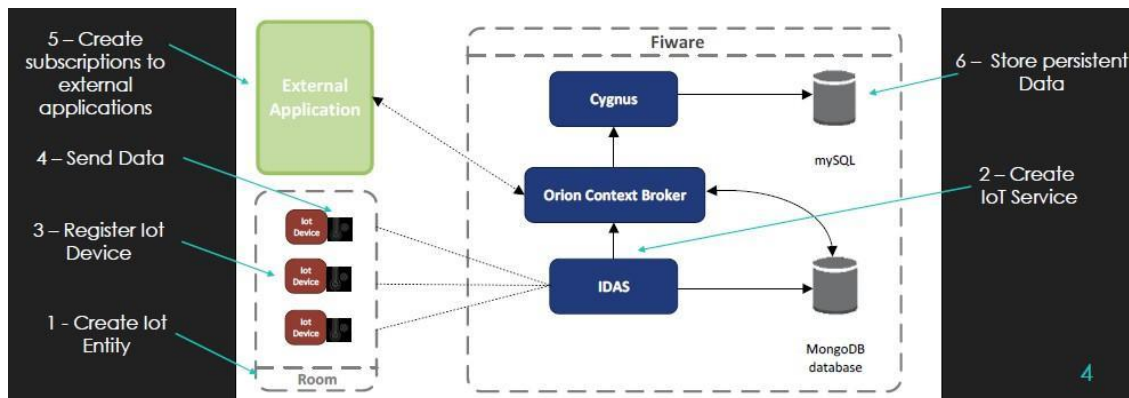 5 – Create
subscriptions to
external
applications
4 – Send Data
3 – Register Iot
Device
1 - Create Iot
Entity
External
Application
Iot
Device
Iot
Device
Iot
Device
Room
Fiware
Cygnus
mySQL
Orion Context Broker
IDAS
MongoDB
database
6 – Store persistent
Data
2 – Create
IoT Service
4